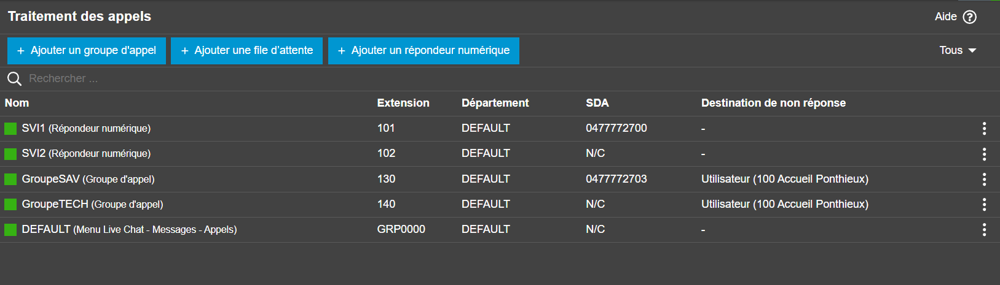 Traitement des appels Aide ?
+ Ajouter un groupe d'appel + Ajouter une file d'attente + Ajouter un répondeur numérique Tous
Rechercher ...
Nom Extension Département SDA Destination de non réponse
SVI1 (Répondeur numérique) 101 DEFAULT 0477772700 -
SVI2 (Répondeur numérique) 102 DEFAULT N/C -
GroupeSAV (Groupe d'appel) 130 DEFAULT 0477772703 Utilisateur (100 Accueil Ponthieux)
GroupeTECH (Groupe d'appel) 140 DEFAULT N/C Utilisateur (100 Accueil Ponthieux)
DEFAULT (Menu Live Chat - Messages - Appels) GRP0000 DEFAULT N/C -